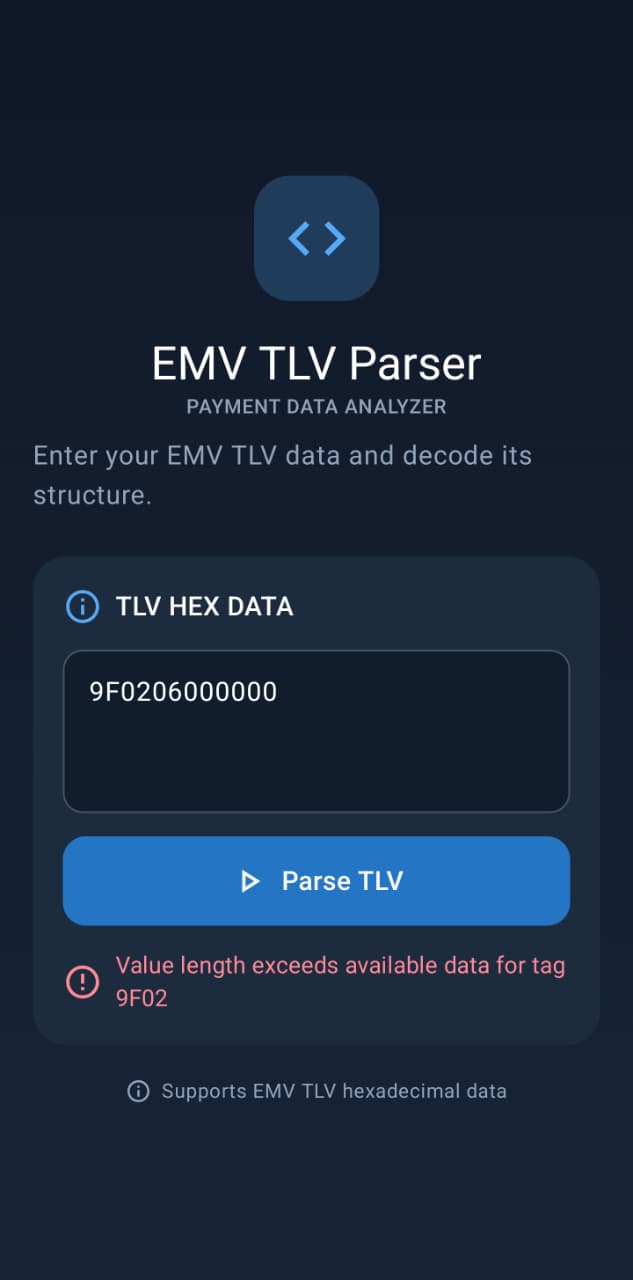 EMV TLV Parser
PAYMENT DATA ANALYZER
Enter your EMV TLV data and decode its
structure.
TLV HEX DATA
9F0206000000
Parse TLV
Value length exceeds available data for tag
9F02
Supports EMV TLV hexadecimal data